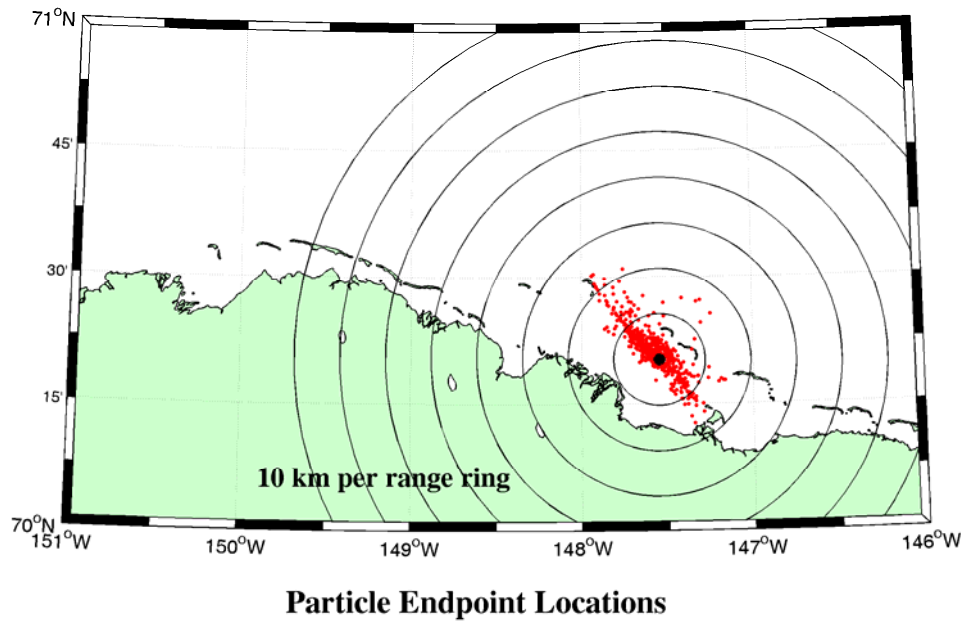 71°N
45'
30'
15'
10 km per range ring
70°N
151°W 150°W 149°W 148°W 147°W 146°W
Particle Endpoint Locations